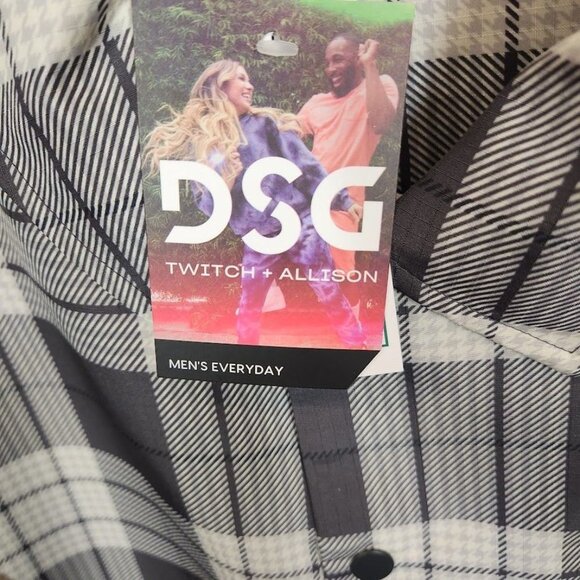 DSG
TWITCH + ALLISON
MEN'S EVERYDAY